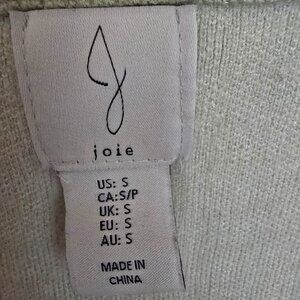 joie
US: S
CA:S/P
UK: S
EU: S
AU: S
MADE IN
CHINA